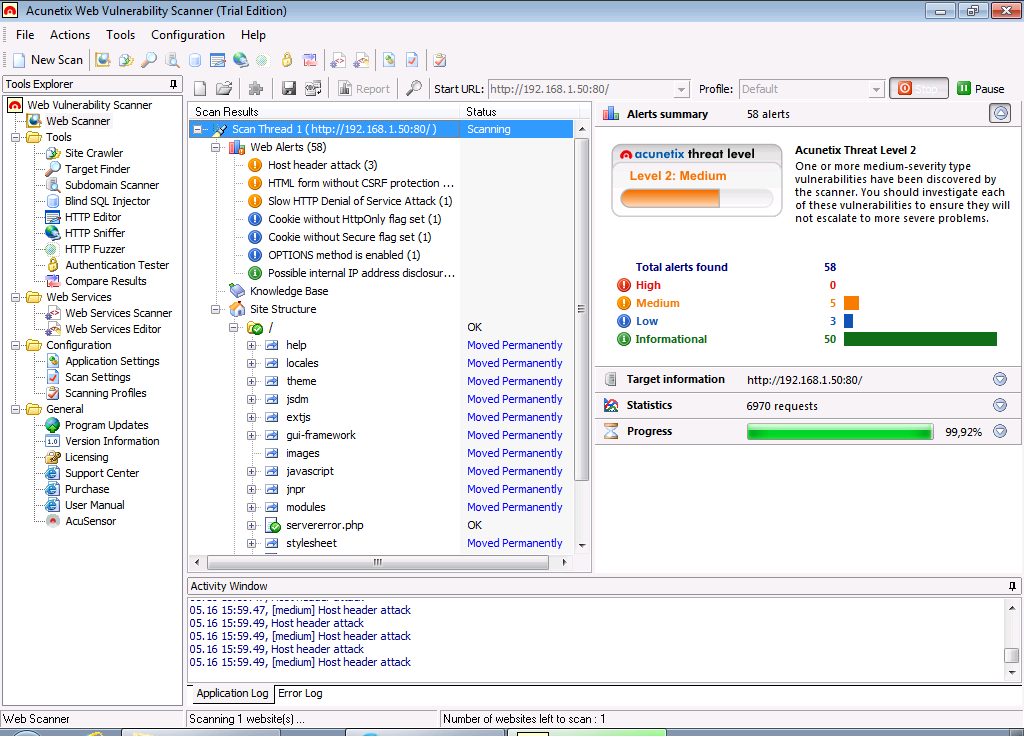 Acunetix Web Vulnerability Scanner (Trial Edition)
File Actions Tools Configuration Help
New Scan
Tools Explorer
Web Vulnerability Scanner
Web Scanner
Tools
Site Crawler
Target Finder
Subdomain Scanner
Blind SQL Injector
HTTP Editor
HTTP Sniffer
HTTP Fuzzer
Authentication Tester
Compare Results
Web Services
Web Services Scanner
Web Services Editor
Configuration
Application Settings
Scan Settings
Scanning Profiles
General
Program Updates
Version Information
Licensing
Support Center
Purchase
User Manual
AcuSensor
Report Start URL: http://192.168.1.50:80/ Profile: Default Stop Pause
Scan Results Status
Scan Thread 1 ( http://192.168.1.50:80/ ) Scanning
Web Alerts (58)
Host header attack (3)
HTML form without CSRF protection ...
Slow HTTP Denial of Service Attack (1)
Cookie without HttpOnly flag set (1)
Cookie without Secure flag set (1)
OPTIONS method is enabled (1)
Possible internal IP address disclosur...
Knowledge Base
Site Structure
/ OK
help Moved Permanently
locales Moved Permanently
theme Moved Permanently
jsdm Moved Permanently
extjs Moved Permanently
gui-framework Moved Permanently
images Moved Permanently
javascript Moved Permanently
jnpr Moved Permanently
modules Moved Permanently
servererror.php OK
stylesheet Moved Permanently
Alerts summary 58 alerts
acunetix threat level
Level 2: Medium
Acunetix Threat Level 2
One or more medium-severity type
vulnerabilities have been discovered by
the scanner. You should investigate each
of these vulnerabilities to ensure they will
not escalate to more severe problems.
Total alerts found 58
High 0
Medium 5
Low 3
Informational 50
Target information http://192.168.1.50:80/
Statistics 6970 requests
Progress 99,92%
Activity Window
05.16 15:59.47, [medium] Host header attack
05.16 15:59.49, Host header attack
05.16 15:59.49, [medium] Host header attack
05.16 15:59.49, Host header attack
05.16 15:59.49, [medium] Host header attack
Application Log Error Log
Web Scanner Scanning 1 website(s) ... Number of websites left to scan : 1